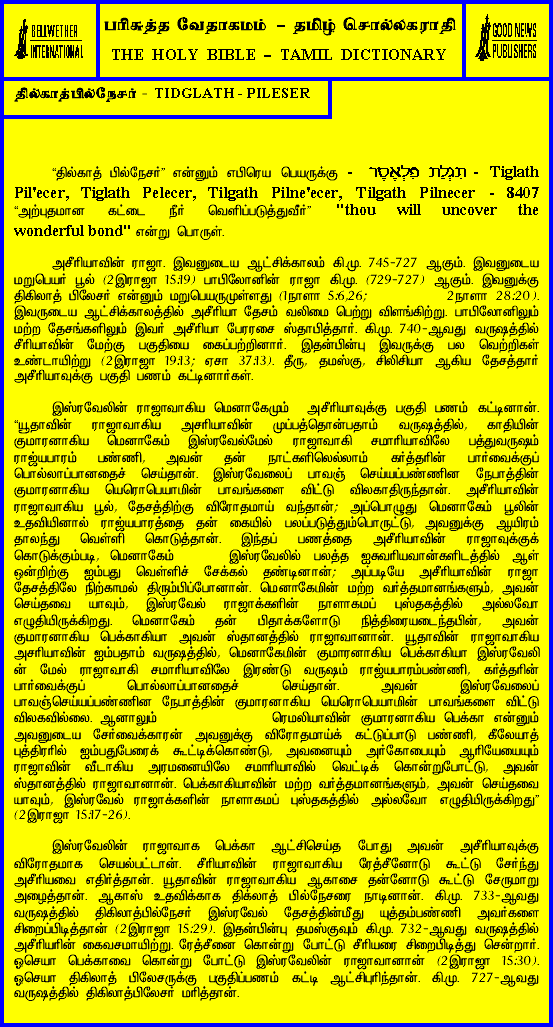 BELLWETHER
INTERNATIONAL
பரிசுத்த வேதாகமம் – தமிழ் சொல்லகராதி
THE HOLY BIBLE – TAMIL DICTIONARY
GOOD NEWS
PUBLISHERS
தில்காத்பில்நேசர் - TIDGLATH - PILESER
“தில்காத் பில்நேசர்” என்னும் எபிரெய பெயருக்கு - תִּגְלַת פִּלְאֶסֶר - Tiglath
Pil'ecer, Tiglath Pelecer, Tilgath Pilne'ecer, Tilgath Pilnecer - 8407
“அற்புதமான கட்டை நீர் வெளிப்படுத்துவீர்” "thou will uncover the
wonderful bond" என்று பொருள்.
அசீரியாவின் ராஜா. இவனுடைய ஆட்சிக்காலம் கி.மு. 745-727 ஆகும். இவனுடைய
மறுபெயர் பூல் (2இராஜா 15:19) பாபிலோனின் ராஜா கி.மு. (729-727) ஆகும். இவனுக்கு
திகிலாத் பிலேசர் என்னும் மறுபெயருமுள்ளது (1நாளா 5:6,26; 2நாளா 28:20).
இவருடைய ஆட்சிக்காலத்தில் அசீரியா தேசம் வலிமை பெற்று விளங்கிற்று. பாபிலோனிலும்
மற்ற தேசங்களிலும் இவர் அசீரியா பேரரசை ஸ்தாபித்தார். கி.மு. 740-ஆவது வருஷத்தில்
சீரியாவின் மேற்கு பகுதியை கைப்பற்றினார். இதன்பின்பு இவருக்கு பல வெற்றிகள்
உண்டாயிற்று (2இராஜா 19:13; ஏசா 37:13). தீரு, தமஸ்கு, சிலிசியா ஆகிய தேசத்தார்
அசீரியாவுக்கு பகுதி பணம் கட்டினார்கள்.
இஸ்ரவேலின் ராஜாவாகிய மெனாகேமும் அசீரியாவுக்கு பகுதி பணம் கட்டினான்.
“யூதாவின் ராஜாவாகிய அசரியாவின் முப்பத்தொன்பதாம் வருஷத்தில், காதியின்
குமாரனாகிய மெனாகேம் இஸ்ரவேல்மேல் ராஜாவாகி சமாரியாவிலே பத்துவருஷம்
ராஜ்யபாரம் பண்ணி, அவன் தன் நாட்களிலெல்லாம் கர்த்தரின் பார்வைக்குப்
பொல்லாப்பானதைச் செய்தான். இஸ்ரவேலைப் பாவஞ் செய்யப்பண்ணின நேபாத்தின்
குமாரனாகிய யெரொபெயாமின் பாவங்களை விட்டு விலகாதிருந்தான். அசீரியாவின்
ராஜாவாகிய பூல், தேசத்திற்கு விரோதமாய் வந்தான்; அப்பொழுது மெனாகேம் பூலின்
உதவியினால் ராஜ்யபாரத்தை தன் கையில் பலப்படுத்தும்பொருட்டு, அவனுக்கு ஆயிரம்
தாலந்து வெள்ளி கொடுத்தான். இந்தப் பணத்தை அசீரியாவின் ராஜாவுக்குக்
கொடுக்கும்படி, மெனாகேம் இஸ்ரவேலில் பலத்த ஐசுவரியவான்களிடத்தில் ஆள்
ஒன்றிற்கு ஐம்பது வெள்ளிச் சேக்கல் தண்டினான்; அப்படியே அசீரியாவின் ராஜா
தேசத்திலே நிற்காமல் திரும்பிப்போனான். மெனாகேமின் மற்ற வர்த்தமானங்களும், அவன்
செய்தவை யாவும், இஸ்ரவேல் ராஜாக்களின் நாளாகமப் புஸ்தகத்தில் அல்லவோ
எழுதியிருக்கிறது. மெனாகேம் தன் பிதாக்களோடு நித்திரையடைந்தபின், அவன்
குமாரனாகிய பெக்காகியா அவன் ஸ்தானத்தில் ராஜாவானான். யூதாவின் ராஜாவாகிய
அசரியாவின் ஐம்பதாம் வருஷத்தில், மெனாகேமின் குமாரனாகிய பெக்காகியா இஸ்ரவேலி
ன் மேல் ராஜாவாகி சமாரியாவிலே இரண்டு வருஷம் ராஜ்யபாரம்பண்ணி, கர்த்தரின்
பார்வைக்குப் பொல்லாப்பானதைச் செய்தான். அவன் இஸ்ரவேலைப்
பாவஞ்செய்யப்பண்ணின நேபாத்தின் குமாரனாகிய யெரொபெயாமின் பாவங்களை விட்டு
விலகவில்லை. ஆனாலும் ரெமலியாவின் குமாரனாகிய பெக்கா என்னும்
அவனுடைய சேர்வைக்காரன் அவனுக்கு விரோதமாய்க் கட்டுப்பாடு பண்ணி, கீலேயாத்
புத்திரரில் ஐம்பதுபேரைக் கூட்டிக்கொண்டு, அவனையும் அர்கோபையும் ஆரியேயையும்
ராஜாவின் வீடாகிய அரமனையிலே சமாரியாவில் வெட்டிக் கொன்றுபோட்டு, அவன்
ஸ்தானத்தில் ராஜாவானான். பெக்காகியாவின் மற்ற வர்த்தமானங்களும், அவன் செய்தவை
யாவும், இஸ்ரவேல் ராஜாக்களின் நாளாகமப் புஸ்தகத்தில் அல்லவோ எழுதியிருக்கிறது”
(2இராஜா 15:17-26).
இஸ்ரவேலின் ராஜாவாக பெக்கா ஆட்சிசெய்த போது அவன் அசீரியாவுக்கு
விரோதமாக செயல்பட்டான். சீரியாவின் ராஜாவாகிய ரேத்சீனோடு கூட்டு சேர்ந்து
அசீரியவை எதிர்த்தான். யூதாவின் ராஜாவாகிய ஆகாசை தன்னோடு கூட்டு சேருமாறு
அழைத்தான். ஆகாஸ் உதவிக்காக திக்லாத் பில்நேசரை நாடினான். கி.மு. 733-ஆவது
வருஷத்தில் திகிலாத்பில்நேசர் இஸ்ரவேல் தேசத்தின்மீது யுத்தம்பண்ணி அவர்களை
சிறைப்பிடித்தான் (2இராஜா 15:29). இதன்பின்பு தமஸ்குவும் கி.மு. 732-ஆவது வருஷத்தில்
அசீரியரின் கைவசமாயிற்று. ரேத்சீனை கொன்று போட்டு சீரியரை சிறைபிடித்து சென்றார்.
ஓசெயா பெக்காவை கொன்று போட்டு இஸ்ரவேலின் ராஜாவானான் (2இராஜா 15:30).
ஓசெயா திகிலாத் பிலேசருக்கு பகுதிப்பணம் கட்டி ஆட்சிபுரிந்தான். கி.மு. 727-ஆவது
வருஷத்தில் திகிலாத்பிலேசர் மரித்தான்.